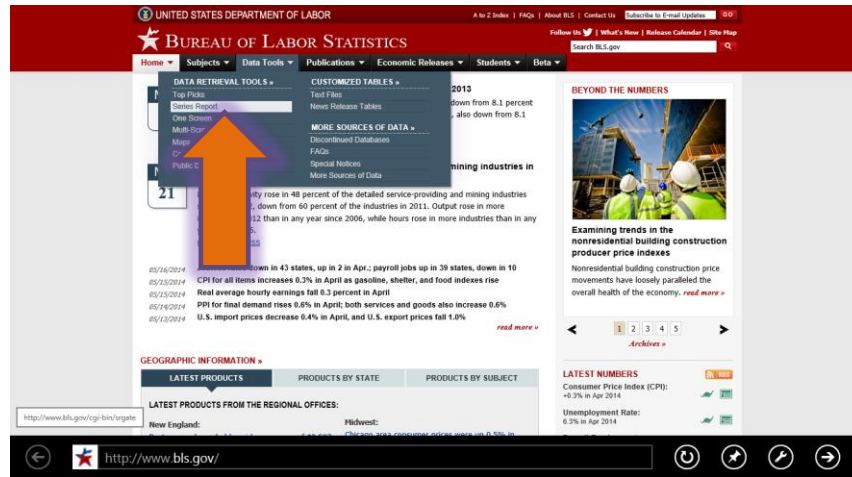 UNITED STATES DEPARTMENT OF LABOR
A to Z Index | FAQs | About BLS | Contact Us Subscribe to E-mail Updates GO
Follow Us | What's New | Release Calendar | Site Map
BUREAU OF LABOR STATISTICS
Search BLS.gov
Home Subjects Data Tools Publications Economic Releases Students Beta
DATA RETRIEVAL TOOLS »
Top Picks
Series Report
One Screen
Public
CUSTOMIZED TABLES »
Text Files
News Release Tables
MORE SOURCES OF DATA »
Discontinued Databases
FAQs
Special Notices
More Sources of Data
2013
down from 8.1 percent
, also down from 8.1
mining industries in
21
rose in 48 percent of the detailed service-providing and mining industries
, down from 60 percent of the industries in 2011. Output rose in more
than in any year since 2006, while hours rose in more industries than in any
05/16/2014 down in 43 states, up in 2 in Apr.; payroll jobs up in 39 states, down in 10
05/15/2014 CPI for all items increases 0.3% in April as gasoline, shelter, and food indexes rise
05/15/2014 Real average hourly earnings fall 0.3 percent in April
05/14/2014 PPI for final demand rises 0.6% in April; both services and goods also increase 0.6%
05/13/2014 U.S. import prices decrease 0.4% in April, and U.S. export prices fall 1.0%
read more »
BEYOND THE NUMBERS
Examining trends in the
nonresidential building construction
producer price indexes
Nonresidential building construction price
movements have loosely paralleled the
overall health of the economy. read more »
1 2 3 4 5
Archives »
GEOGRAPHIC INFORMATION »
LATEST PRODUCTS PRODUCTS BY STATE PRODUCTS BY SUBJECT
LATEST PRODUCTS FROM THE REGIONAL OFFICES:
New England:
Midwest:
Chicago area consumer prices were up 0.5% in
LATEST NUMBERS
RSS
Consumer Price Index (CPI):
+0.3% in Apr 2014
Unemployment Rate:
6.3% in Apr 2014
http://www.bls.gov/cgi-bin/srgate
http://www.bls.gov/